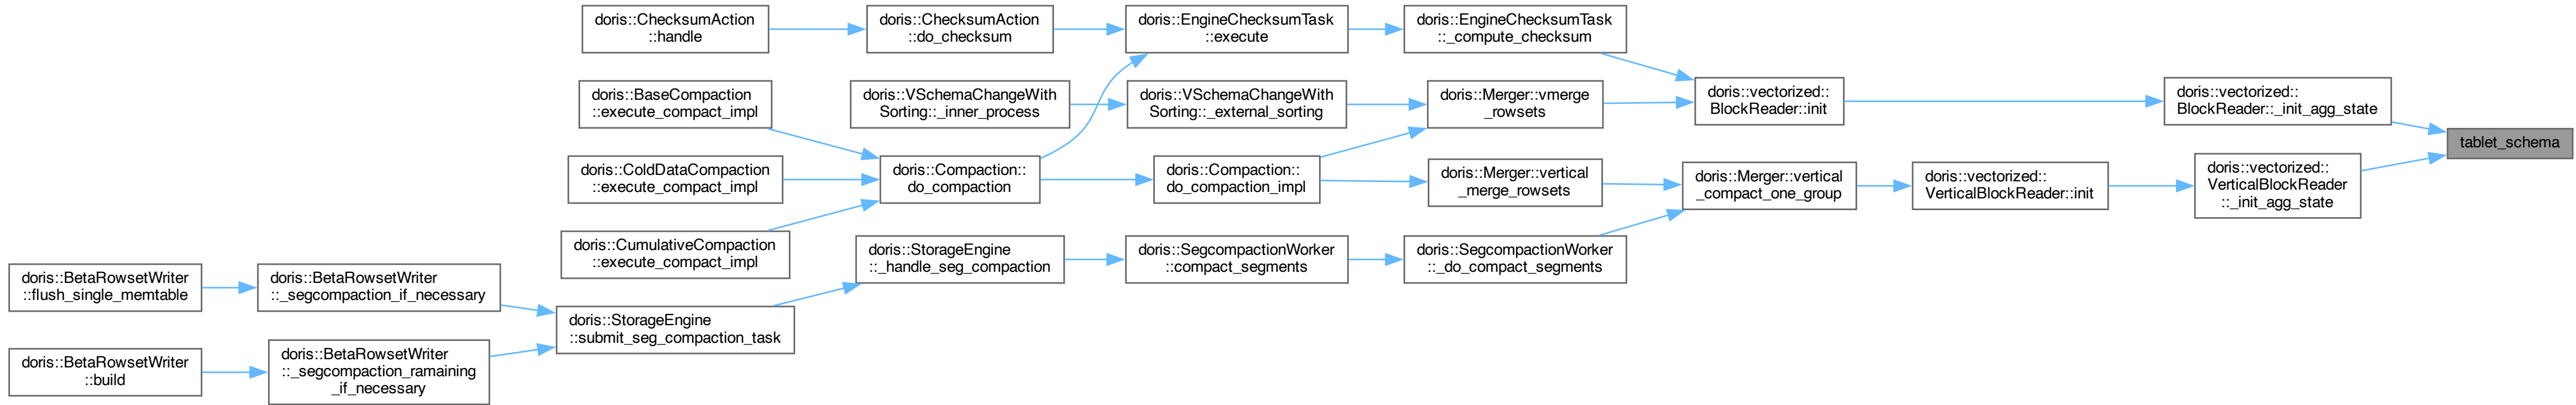 doris::ChecksumAction
::handle
doris::ChecksumAction
::do_checksum
doris::EngineChecksumTask
::execute
doris::EngineChecksumTask
::_compute_checksum
doris::BaseCompaction
::execute_compact_impl
doris::VSchemaChangeWith
Sorting::_inner_process
doris::VSchemaChangeWith
Sorting::_external_sorting
doris::Merger::vmerge
_rowsets
doris::vectorized::
BlockReader::init
doris::vectorized::
BlockReader::_init_agg_state
tablet_schema
doris::ColdDataCompaction
::execute_compact_impl
doris::Compaction::
do_compaction
doris::Compaction::
do_compaction_impl
doris::Merger::vertical
_merge_rowsets
doris::Merger::vertical
_compact_one_group
doris::vectorized::
VerticalBlockReader::init
doris::vectorized::
VerticalBlockReader
::_init_agg_state
doris::CumulativeCompaction
::execute_compact_impl
doris::StorageEngine
::_handle_seg_compaction
doris::SegcompactionWorker
::compact_segments
doris::SegcompactionWorker
::_do_compact_segments
doris::BetaRowsetWriter
::flush_single_memtable
doris::BetaRowsetWriter
::_segcompaction_if_necessary
doris::StorageEngine
::submit_seg_compaction_task
doris::BetaRowsetWriter
::build
doris::BetaRowsetWriter
::_segcompaction_ramaining
_if_necessary